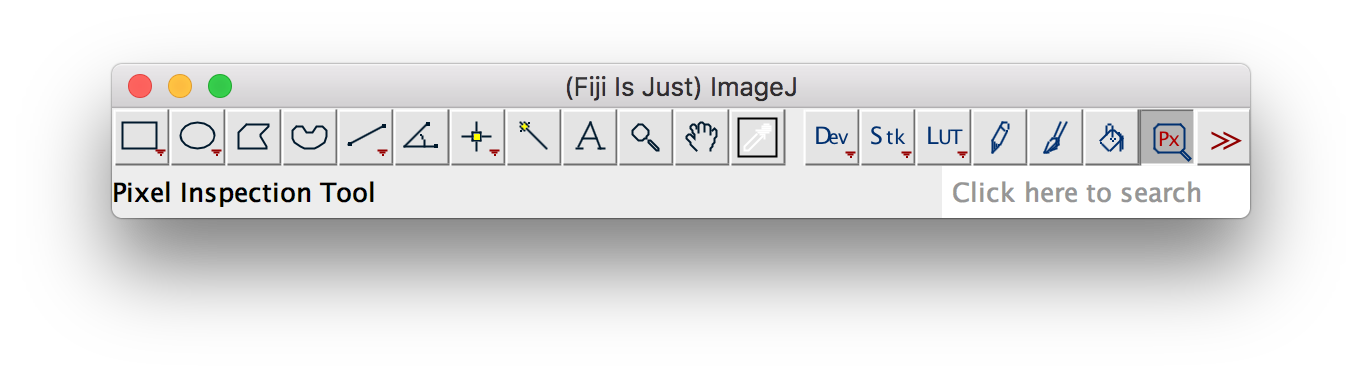 (Fiji Is Just) ImageJ
A Dev Stk LUT Px >>
Pixel Inspection Tool Click here to search